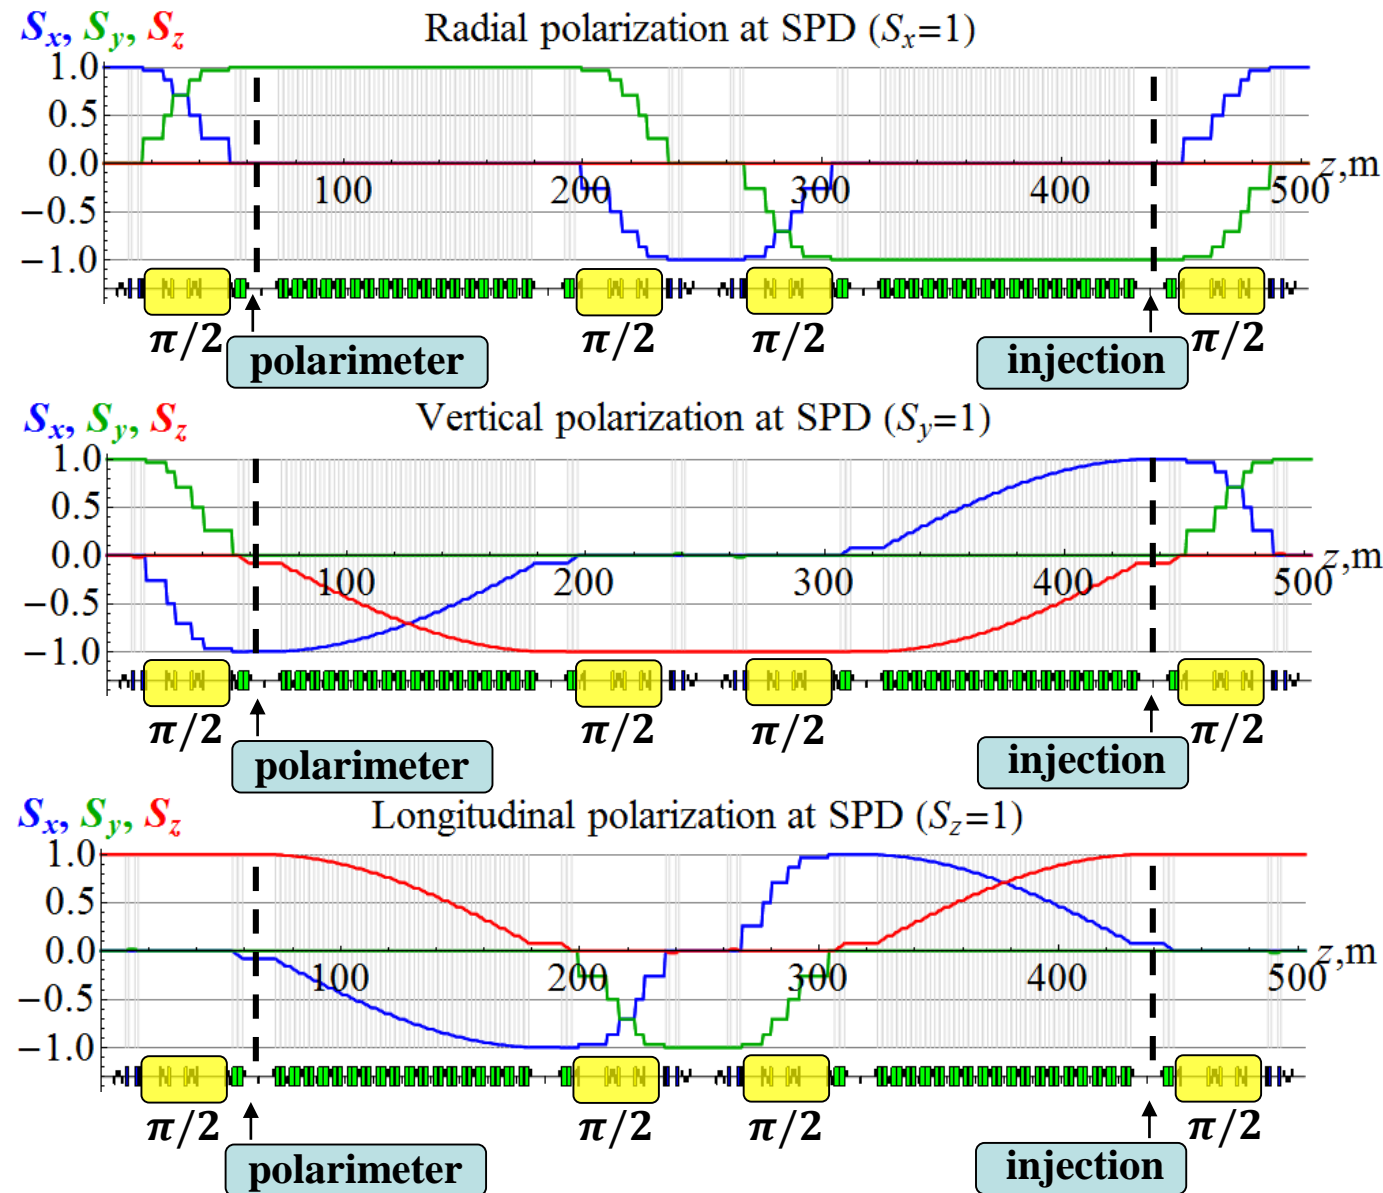 Sx, Sy, Sz Radial polarization at SPD (Sx=1)
1.0
0.5
0.0
100 200 300 400 500 z,m
−0.5
−1.0
π/2 π/2 π/2 π/2
polarimeter injection
Sx, Sy, Sz Vertical polarization at SPD (Sy=1)
1.0
0.5
0.0
100 200 300 400 500 z,m
−0.5
−1.0
π/2 π/2 π/2 π/2
polarimeter injection
Sx, Sy, Sz Longitudinal polarization at SPD (Sz=1)
1.0
0.5
0.0
100 200 300 400 500 z,m
−0.5
−1.0
π/2 π/2 π/2 π/2
polarimeter injection